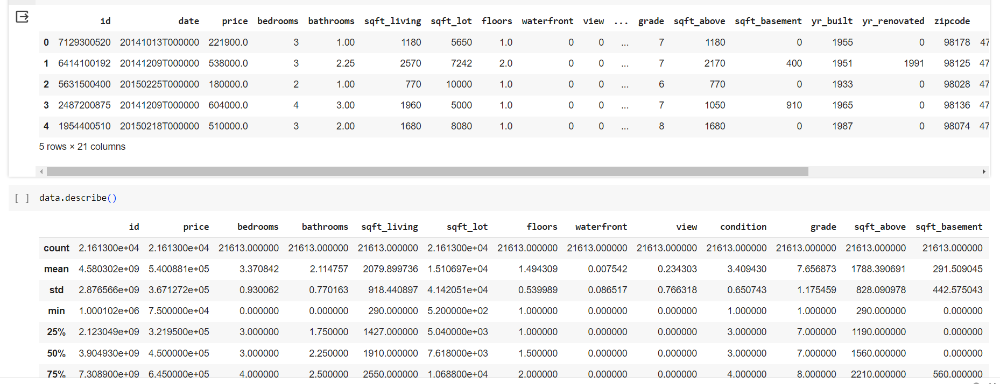 id date price bedrooms bathrooms sqft_living sqft_lot floors waterfront view ... grade sqft_above sqft_basement yr_built yr_renovated zipcode
0 7129300520 20141013T000000 221900.0 3 1.00 1180 5650 1.0 0 0 ... 7 1180 0 1955 0 98178 47
1 6414100192 20141209T000000 538000.0 3 2.25 2570 7242 2.0 0 0 ... 7 2170 400 1951 1991 98125 47
2 5631500400 20150225T000000 180000.0 2 1.00 770 10000 1.0 0 0 ... 6 770 0 1933 0 98028 47
3 2487200875 20141209T000000 604000.0 4 3.00 1960 5000 1.0 0 0 ... 7 1050 910 1965 0 98136 47
4 1954400510 20150218T000000 510000.0 3 2.00 1680 8080 1.0 0 0 ... 8 1680 0 1987 0 98074 47
5 rows × 21 columns
[ ] data.describe()
id price bedrooms bathrooms sqft_living sqft_lot floors waterfront view condition grade sqft_above sqft_basement
count 2.161300e+04 2.161300e+04 21613.000000 21613.000000 21613.000000 2.161300e+04 21613.000000 21613.000000 21613.000000 21613.000000 21613.000000 21613.000000 21613.000000
mean 4.580302e+09 5.400881e+05 3.370842 2.114757 2079.899736 1.510697e+04 1.494309 0.007542 0.234303 3.409430 7.656873 1788.390691 291.509045
std 2.876566e+09 3.671272e+05 0.930062 0.770163 918.440897 4.142051e+04 0.539989 0.086517 0.766318 0.650743 1.175459 828.090978 442.575043
min 1.000102e+06 7.500000e+04 0.000000 0.000000 290.000000 5.200000e+02 1.000000 0.000000 0.000000 1.000000 1.000000 290.000000 0.000000
25% 2.123049e+09 3.219500e+05 3.000000 1.750000 1427.000000 5.040000e+03 1.000000 0.000000 0.000000 3.000000 7.000000 1190.000000 0.000000
50% 3.904930e+09 4.500000e+05 3.000000 2.250000 1910.000000 7.618000e+03 1.500000 0.000000 0.000000 3.000000 7.000000 1560.000000 0.000000
75% 7.308900e+09 6.450000e+05 4.000000 2.500000 2550.000000 1.068800e+04 2.000000 0.000000 0.000000 4.000000 8.000000 2210.000000 560.000000